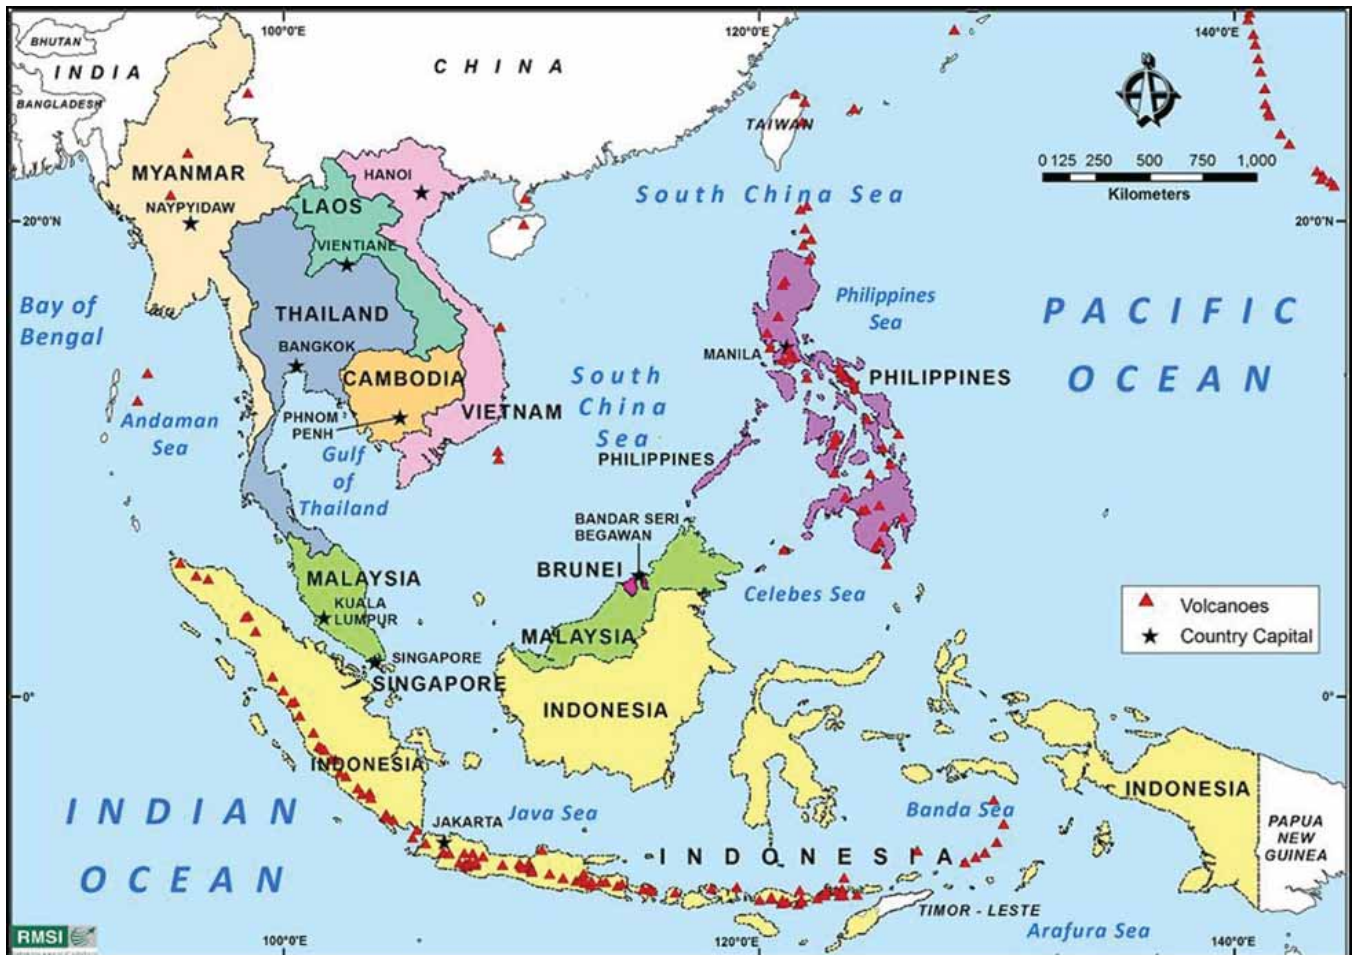 100°0'E
120°0'E
140°0'E
BHUTAN
INDIA
CHINA
BANGLADESH
TAIWAN
MYANMAR
HANOI
0 125 250 500 750 1,000
Kilometers
South China Sea
LAOS
NAYPYIDAW
20°0'N
20°0'N
VIENTIANE
Bay of
Bengal
THAILAND
Philippines
Sea
PACIFIC
OCEAN
BANGKOK
MANILA
CAMBODIA
South
China
Sea
PHILIPPINES
Andaman
Sea
PHNOM
PENH
VIETNAM
Gulf
of
Thailand
PHILIPPINES
BANDAR SERI
BEGAWAN
BRUNEI
MALAYSIA
KUALA
LUMPUR
Celebes Sea
Volcanoes
Country Capital
MALAYSIA
SINGAPORE
SINGAPORE
0°
0°
INDONESIA
INDONESIA
INDONESIA
INDIAN
OCEAN
JAKARTA
Java Sea
Banda Sea
PAPUA
NEW
GUINEA
INDONESIA
TIMOR - LESTE
Arafura Sea
RMSI
100°0'E
120°0'E
140°0'E